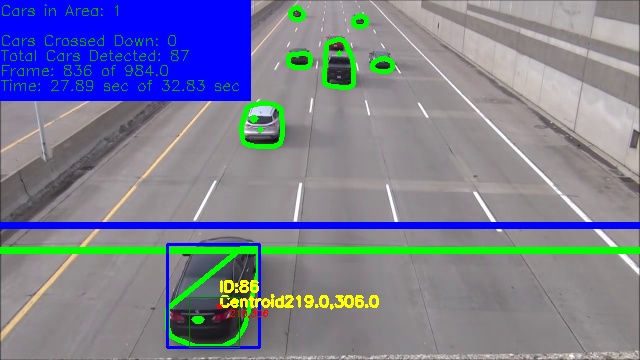 Cars in Area: 1
Cars Crossed Down: 0
Total Cars Detected: 87
Frame: 836 of 984.0
Time: 27.89 sec of 32.83 sec
ID:86
Centroid219.0,306.0